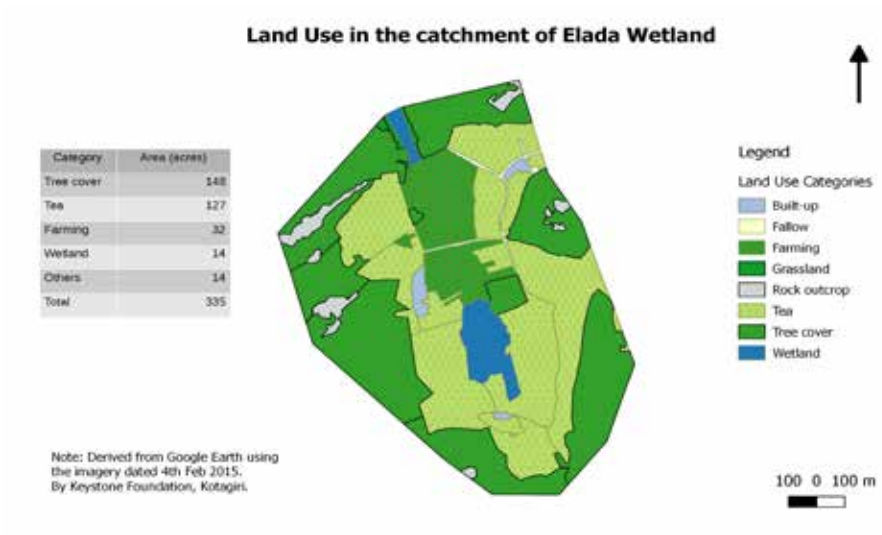 Land Use in the catchment of Elada Wetland
Category Area (acres)
Tree cover 148
Tea 127
Farming 32
Wetland 14
Others 14
Total 335
Legend
Land Use Categories
Built-up
Fallow
Farming
Grassland
Rock outcrop
Tea
Tree cover
Wetland
Note: Derived from Google Earth using
the imagery dated 4th Feb 2015.
By Keystone Foundation, Kotagiri.
100 0 100 m